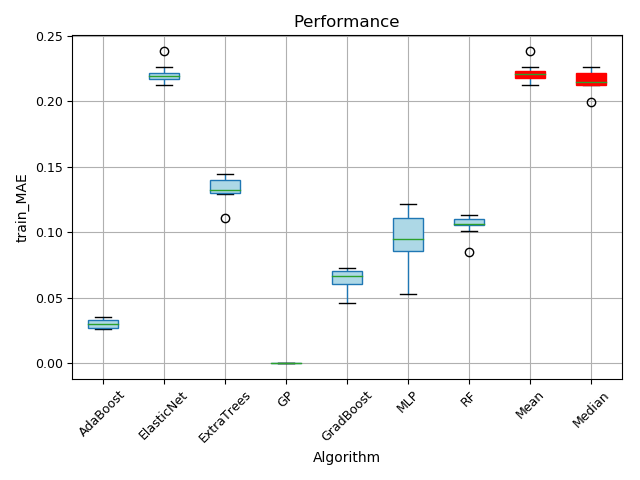 Performance
0.25
0.20
0.15
0.10
0.05
0.00
train_MAE
AdaBoost
ElasticNet
ExtraTrees
GP
GradBoost
MLP
RF
Mean
Median
Algorithm